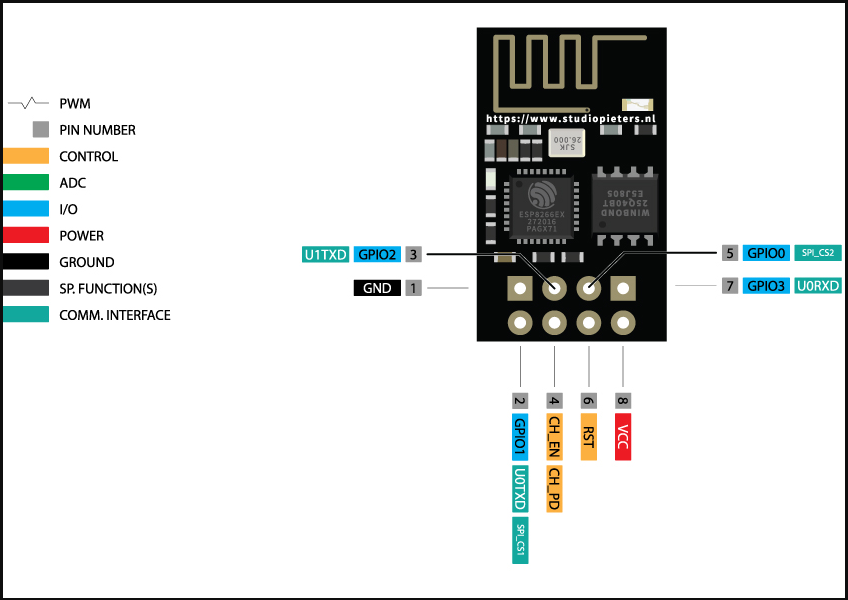 https://www.studiopieters.nl
SJK
26.000
ESP8266EX
272016
PAGX71
WINBOND
25Q40BT
E5J805
PWM
PIN NUMBER
CONTROL
ADC
I/O
POWER
GROUND
SP. FUNCTION(S)
COMM. INTERFACE
U1TXD GPIO2 3
GND 1
5 GPIO0 SPI_CS2
7 GPIO3 U0RXD
2 GPIO1 U0TXD SPI_CS1
4 CH_EN CH_PD
6 RST
8 VCC